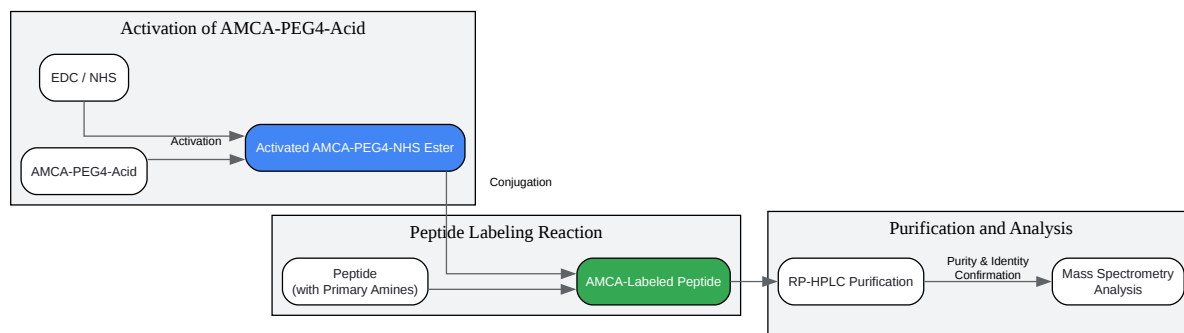 Activation of AMCA-PEG4-Acid
EDC / NHS
Activation
Activated AMCA-PEG4-NHS Ester
AMCA-PEG4-Acid
Conjugation
Peptide Labeling Reaction
Peptide
(with Primary Amines)
AMCA-Labeled Peptide
Purification and Analysis
RP-HPLC Purification
Purity & Identity
Confirmation
Mass Spectrometry
Analysis